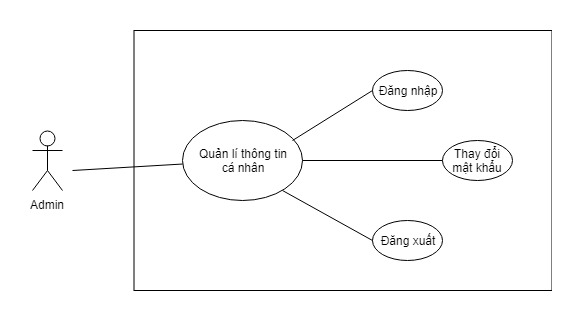 Đăng nhập
Quản lí thông tin
cá nhân
Thay đổi
mật khẩu
Admin
Đăng xuất